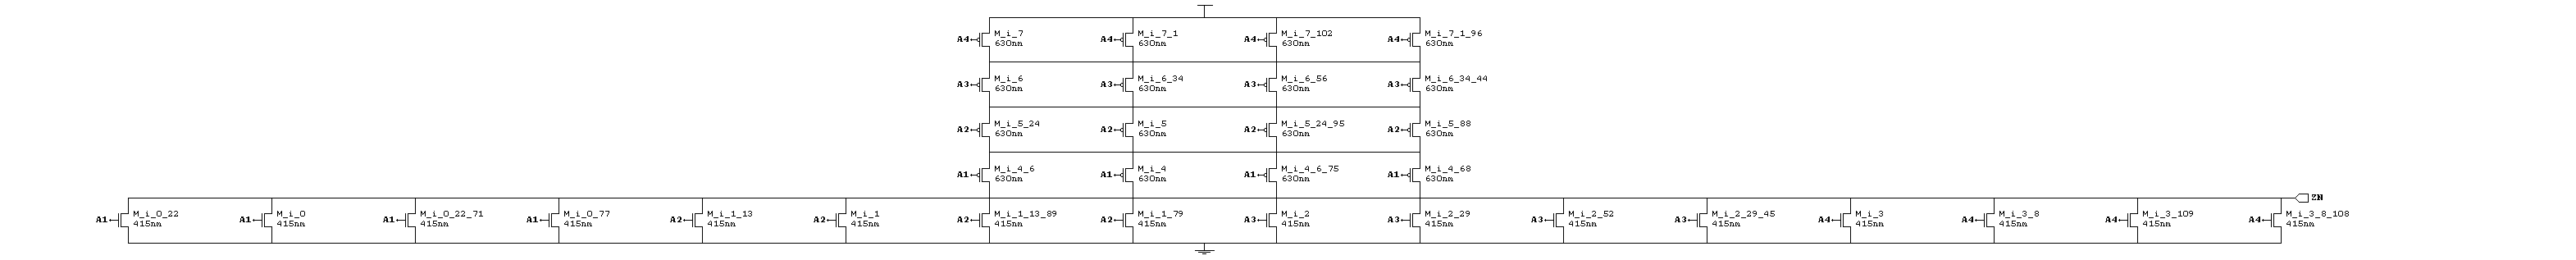 A4 M_i_7 A4 M_i_7_1 A4 M_i_7_102 A4 M_i_7_1_96
630nm 630nm 630nm 630nm
A3 M_i_6 A3 M_i_6_34 A3 M_i_6_56 A3 M_i_6_34_44
630nm 630nm 630nm 630nm
A2 M_i_5_24 A2 M_i_5 A2 M_i_5_24_95 A2 M_i_5_88
630nm 630nm 630nm 630nm
A1 M_i_4_6 A1 M_i_4 A1 M_i_4_6_75 A1 M_i_4_68
630nm 630nm 630nm 630nm
ZN
A1 M_i_0_22 A1 M_i_0 A1 M_i_0_22_71 A1 M_i_0_77 A2 M_i_1_13 A2 M_i_1 A2 M_i_1_13_89 A2 M_i_1_79 A3 M_i_2 A3 M_i_2_29 A3 M_i_2_52 A3 M_i_2_29_45 A4 M_i_3 A4 M_i_3_8 A4 M_i_3_109 A4 M_i_3_8_108
415nm 415nm 415nm 415nm 415nm 415nm 415nm 415nm 415nm 415nm 415nm 415nm 415nm 415nm 415nm 415nm